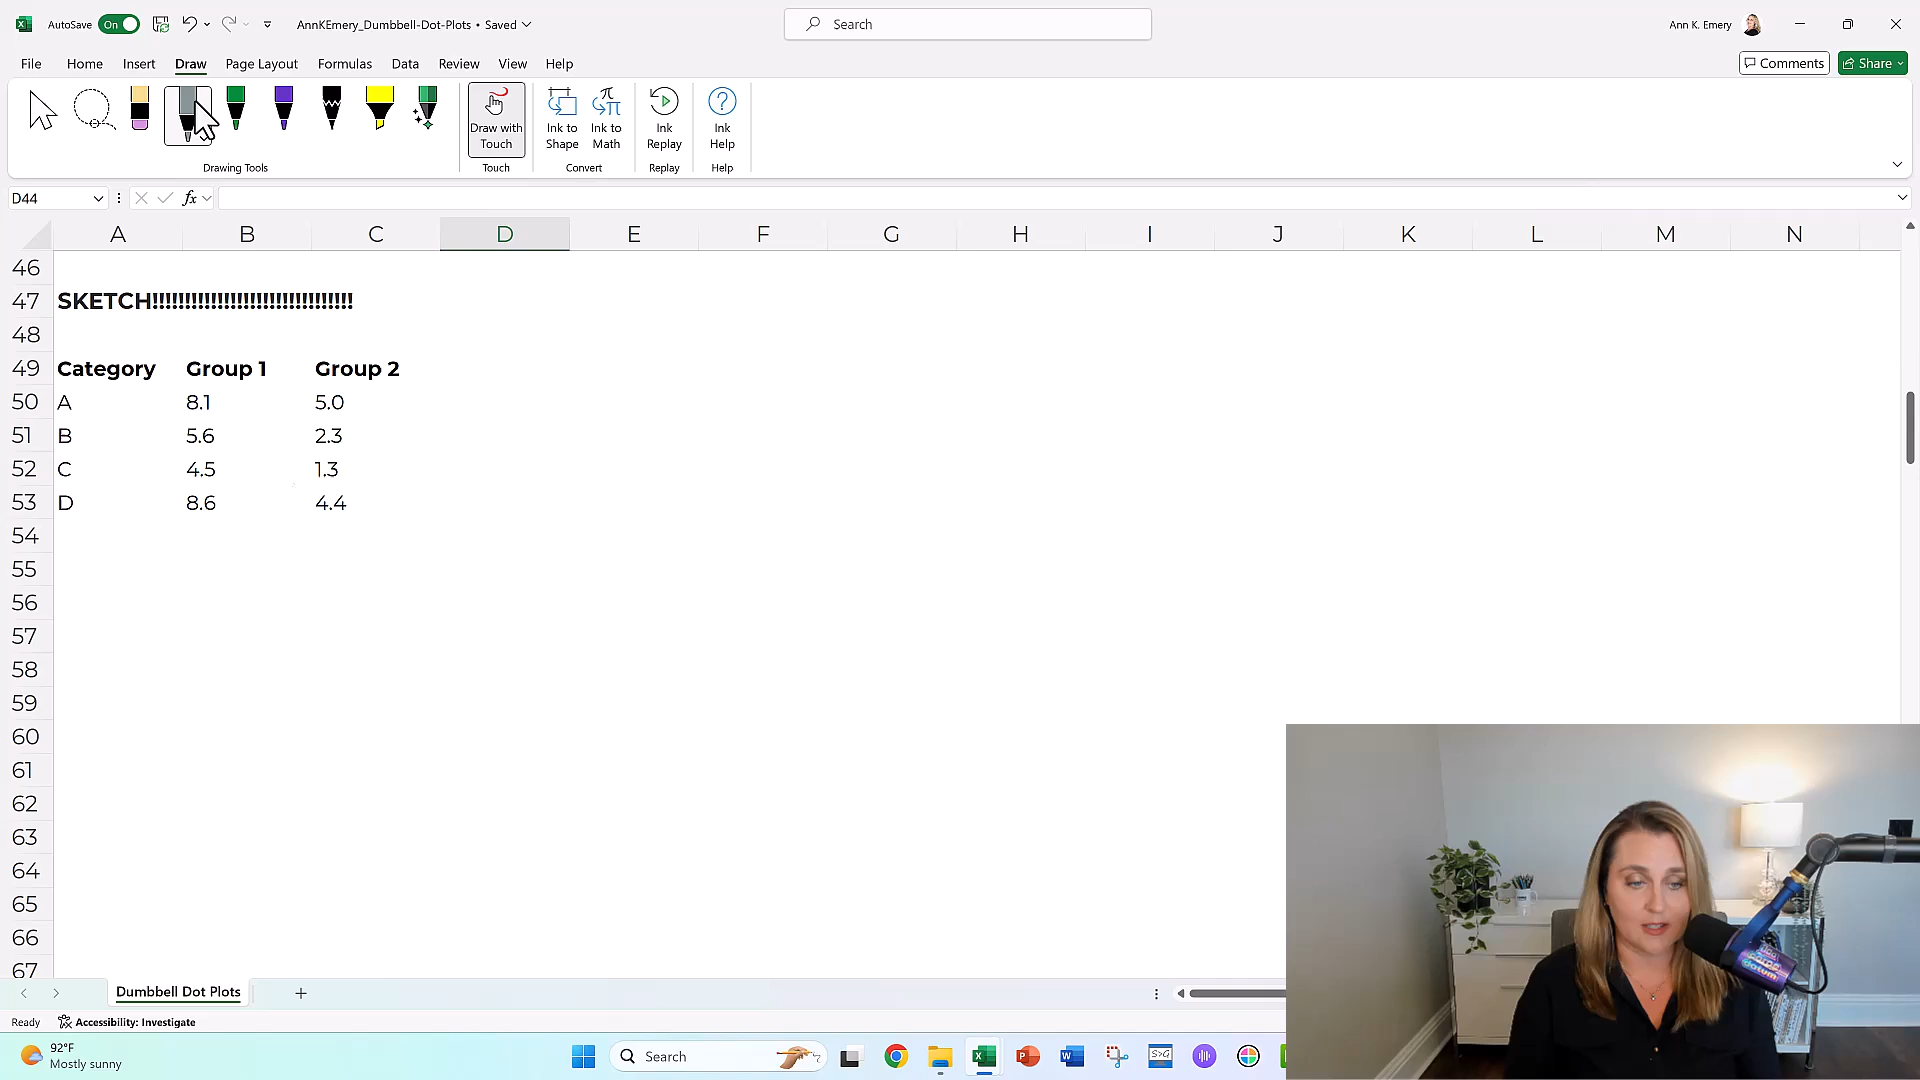 AutoSave On AnnKEmery_Dumbbell-Dot-Plots • Saved Search Ann K. Emery
File Home Insert Draw Page Layout Formulas Data Review View Help Comments Share
Draw with Touch
Ink to Shape
Ink to Math
Ink Replay
Ink Help
Drawing Tools Touch Convert Replay Help
D44 fx
A B C D E F G H I J K L M N
46
47 SKETCH!!!!!!!!!!!!!!!!!!!!!!!!!!!!!!!
48
49 Category Group 1 Group 2
50 A 8.1 5.0
51 B 5.6 2.3
52 C 4.5 1.3
53 D 8.6 4.4
54
55
56
57
58
59
60
61
62
63
64
65
66
67
Dumbbell Dot Plots
Ready Accessibility: Investigate
92°F
Mostly sunny
Search